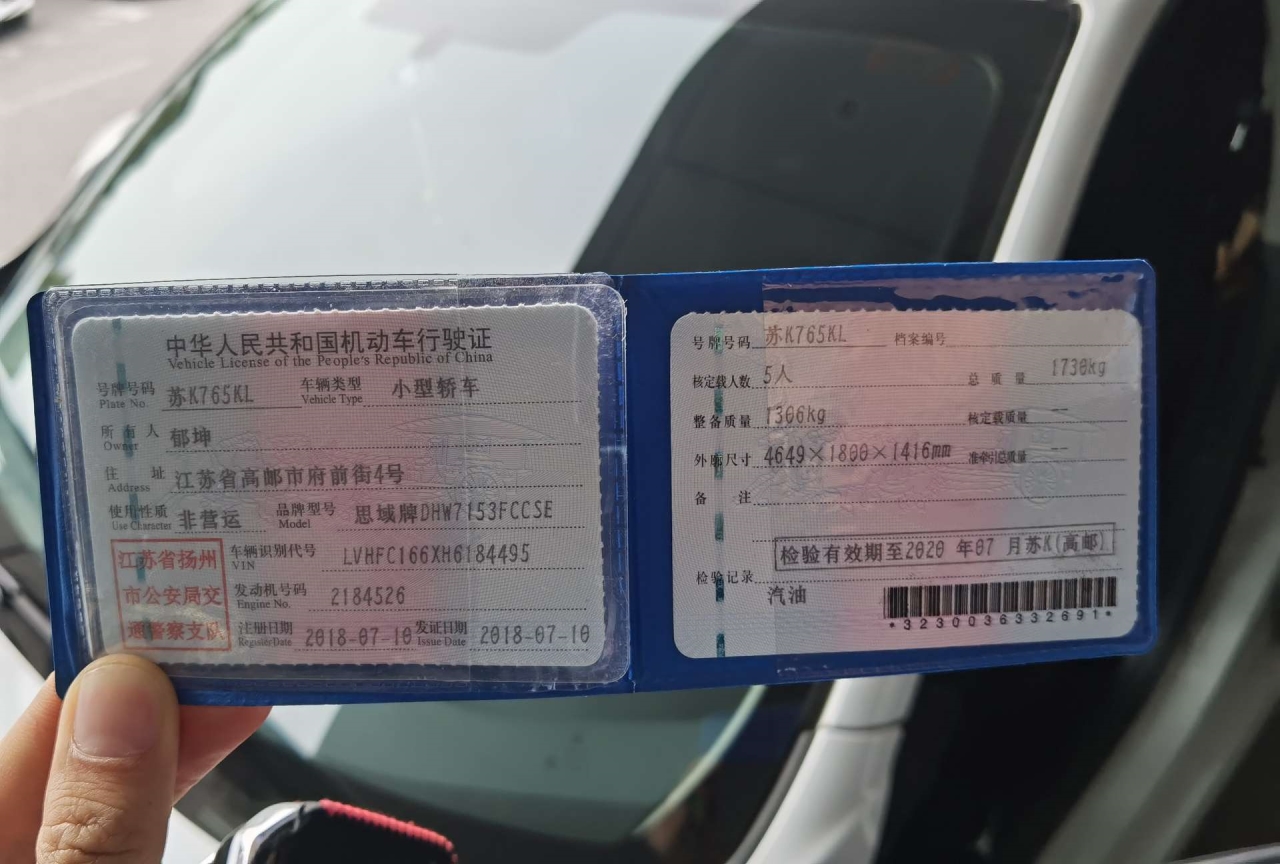 中华人民共和国机动车行驶证
Vehicle License of the People's Republic of China
号牌号码 Plate No. 苏K765KL 车辆类型 Vehicle Type 小型轿车
所有人 Owner 郁坤
住址 Address 江苏省高邮市府前街4号
使用性质 Use Character 非营运 品牌型号 Model 思域牌DHW7153FCCSE
江苏省扬州市公安局交通警察支队
车辆识别代号 VIN LVHFC166XH6184495
发动机号码 Engine No. 2184526
注册日期 Register Date 2018-07-10 发证日期 Issue Date 2018-07-10
号牌号码 苏K765KL 档案编号
核定载人数 5人 总质量 1730kg
整备质量 1306kg 核定载质量 —
外廓尺寸 4649×1800×1416mm 准牵引总质量 —
备注
检验有效期至2020年07月苏K(高邮)
检验记录
汽油
*3230036332691*